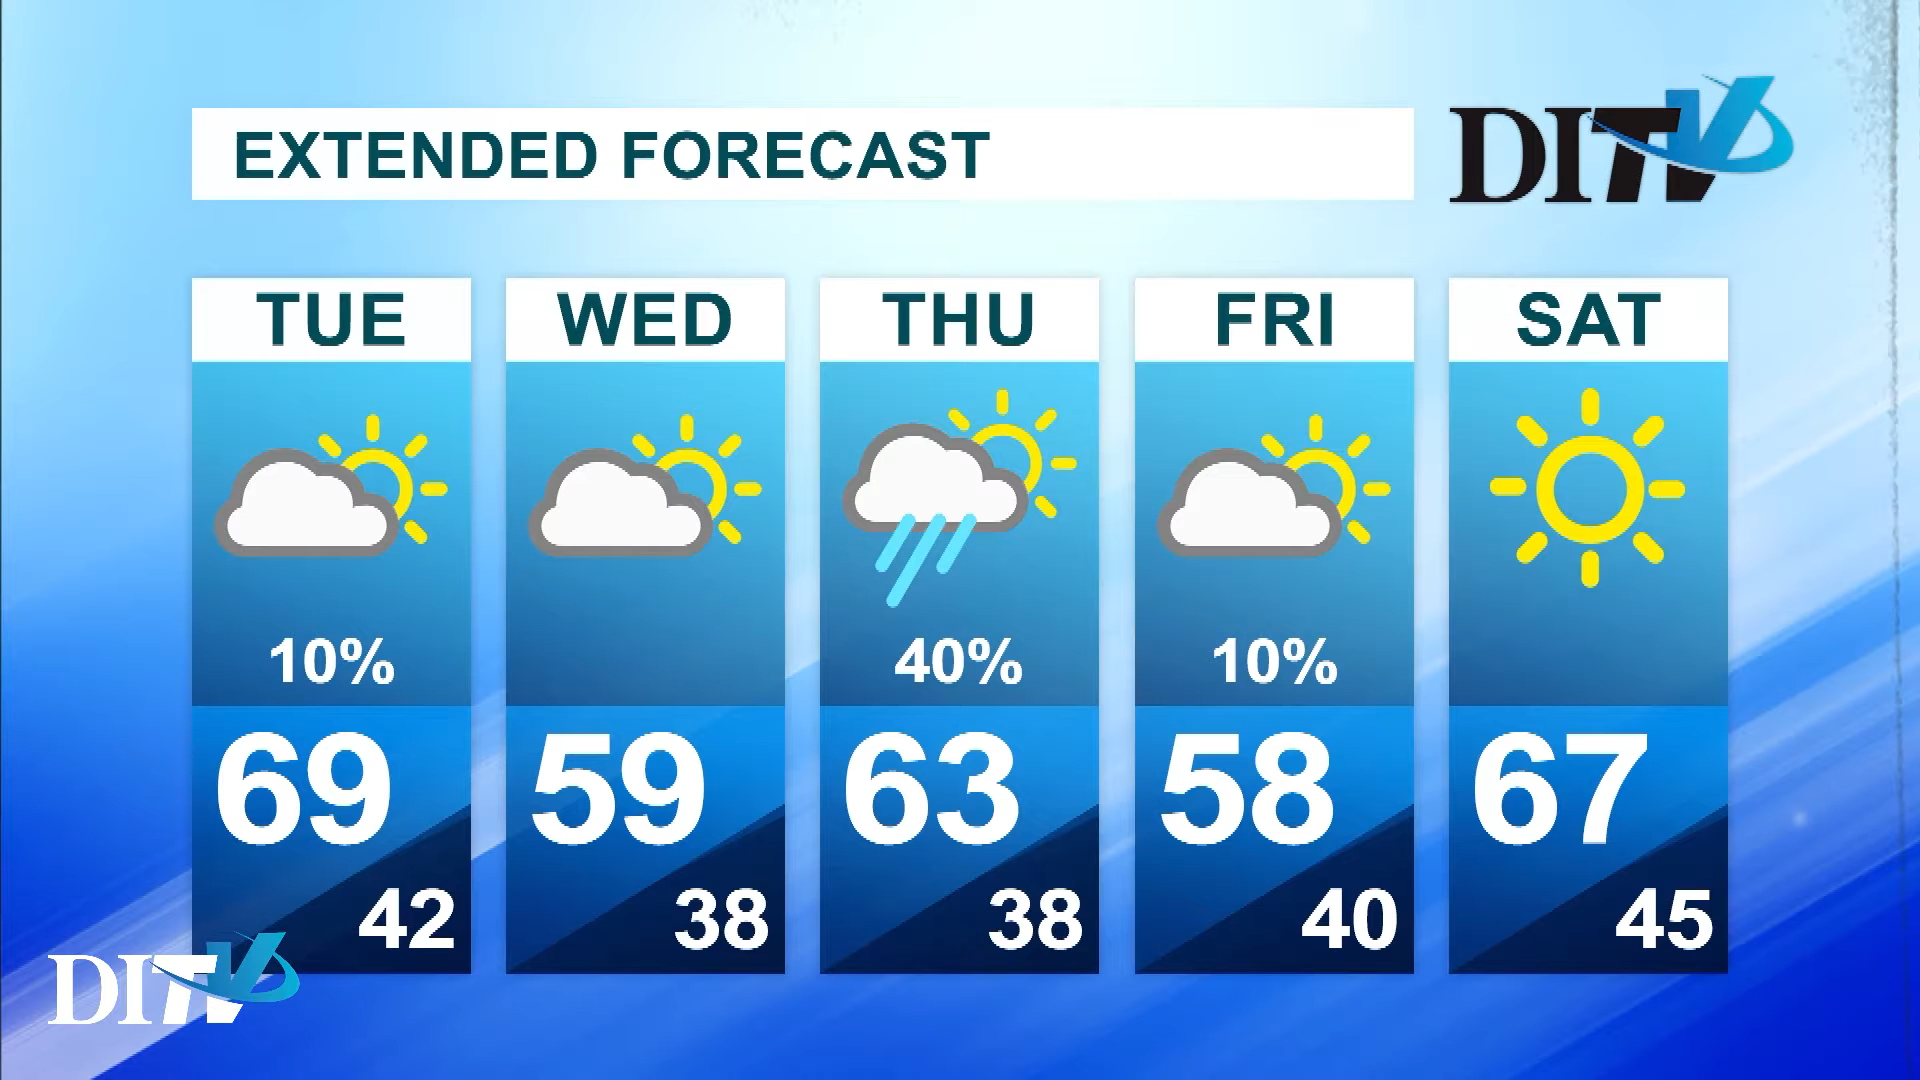 EXTENDED FORECAST
DITV
TUE WED THU FRI SAT
10% 40% 10%
69 59 63 58 67
42 38 38 40 45
DITV